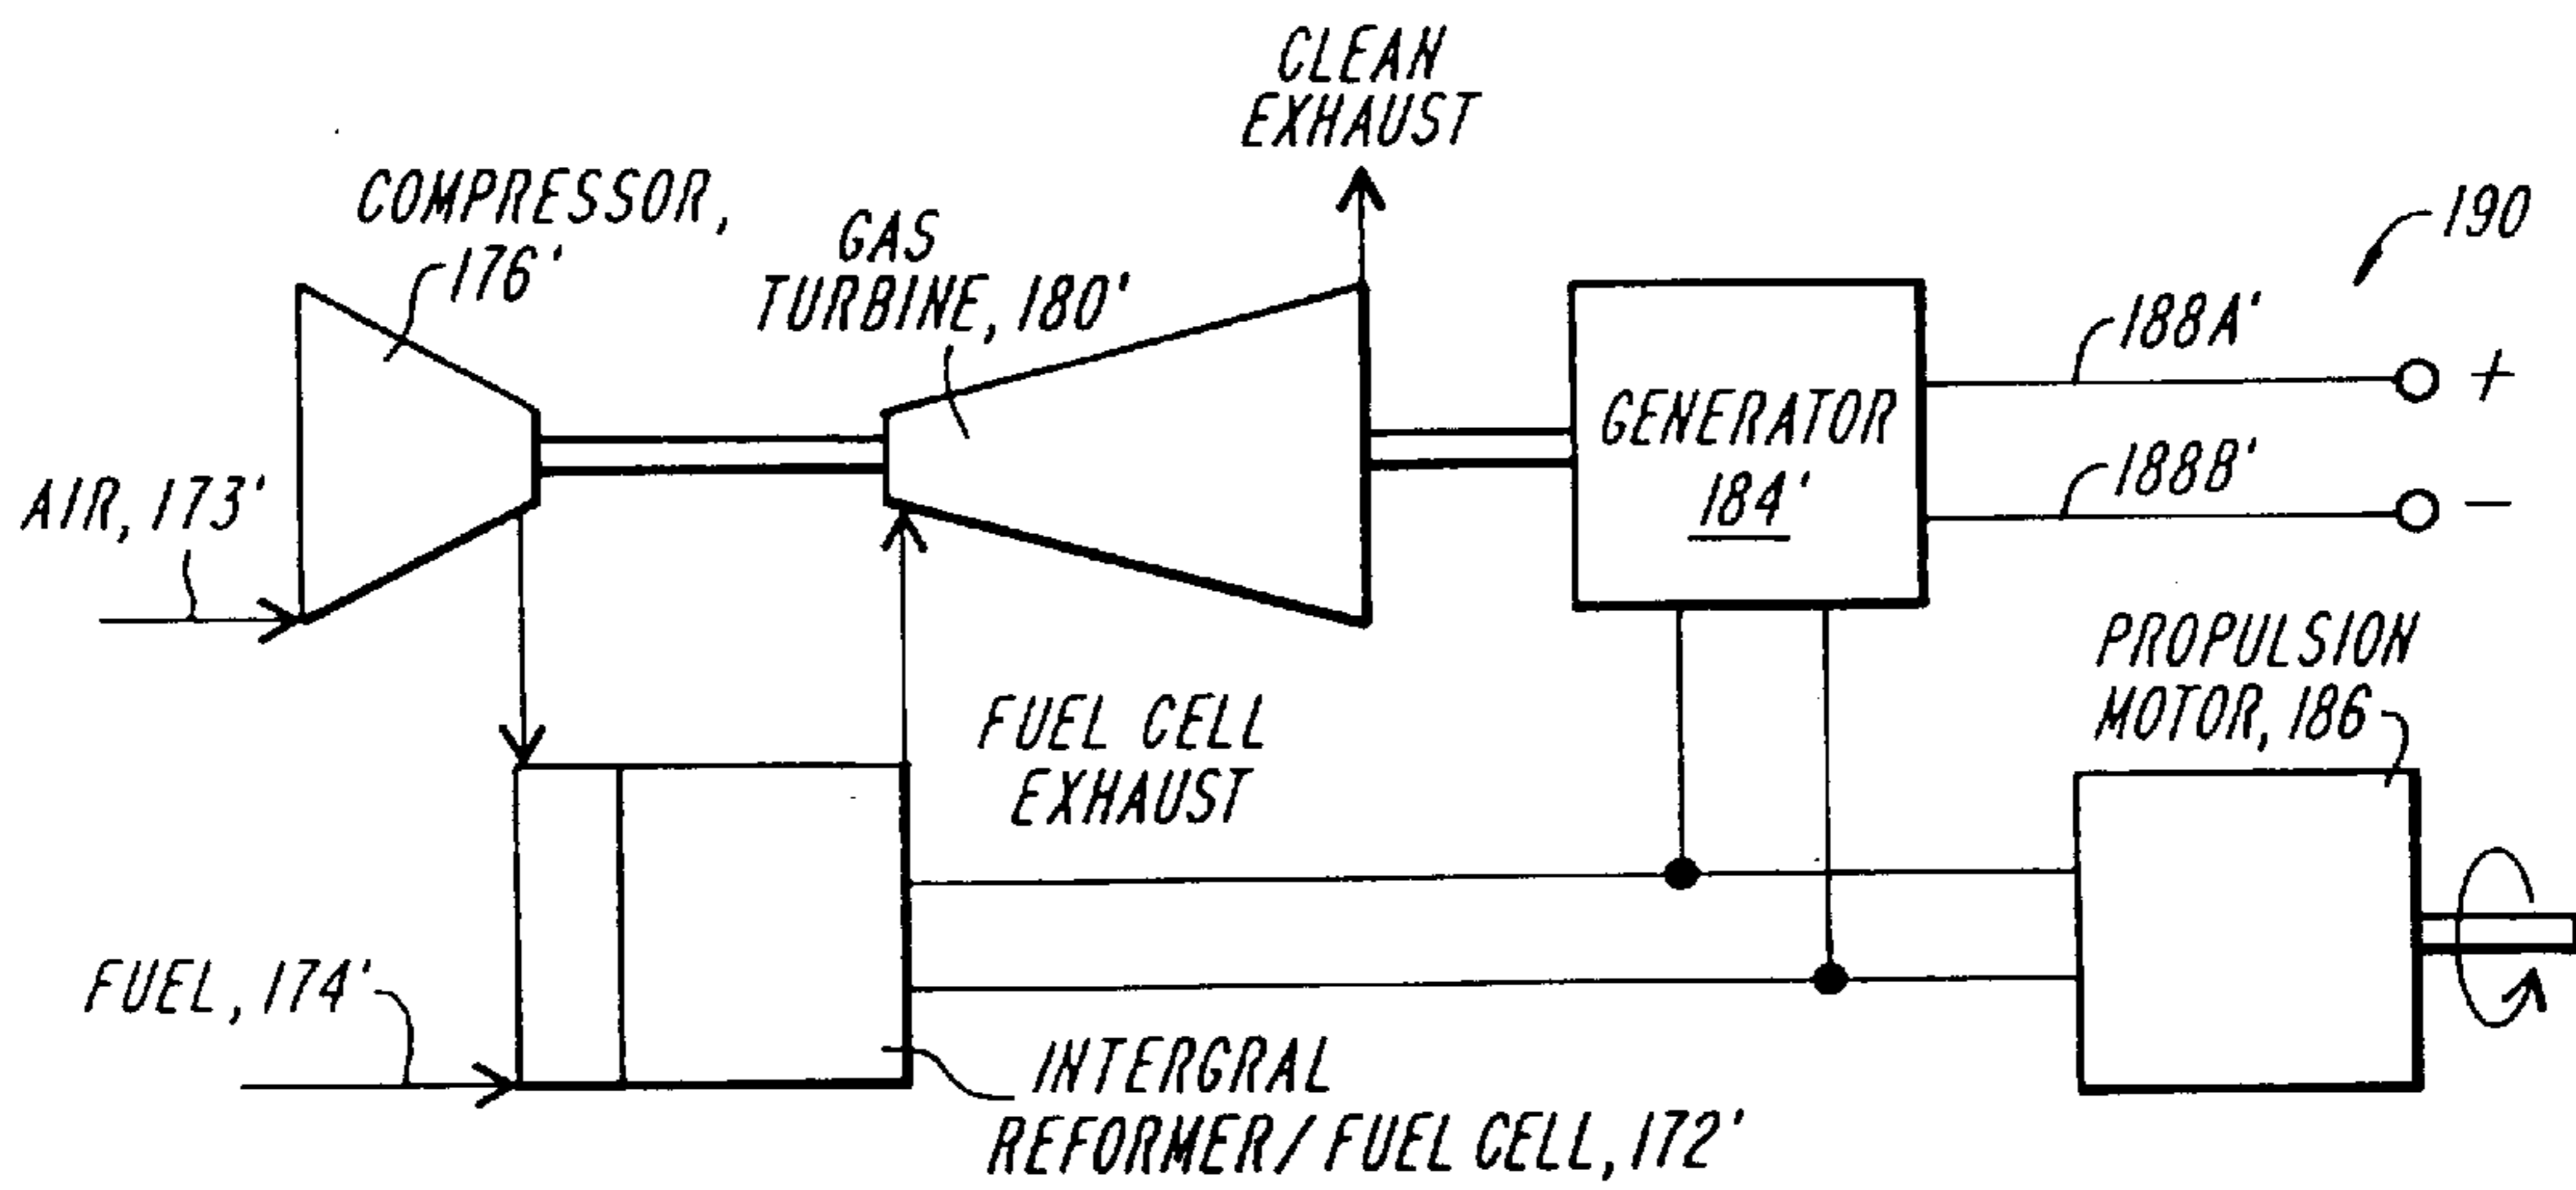 CLEAN
EXHAUST
COMPRESSOR,
176'
GAS
TURBINE, 180'
190
188A'
+
GENERATOR
184'
188B'
-
AIR, 173'
PROPULSION
MOTOR, 186
FUEL CELL
EXHAUST
FUEL, 174'
INTERGRAL
REFORMER/FUEL CELL, 172'